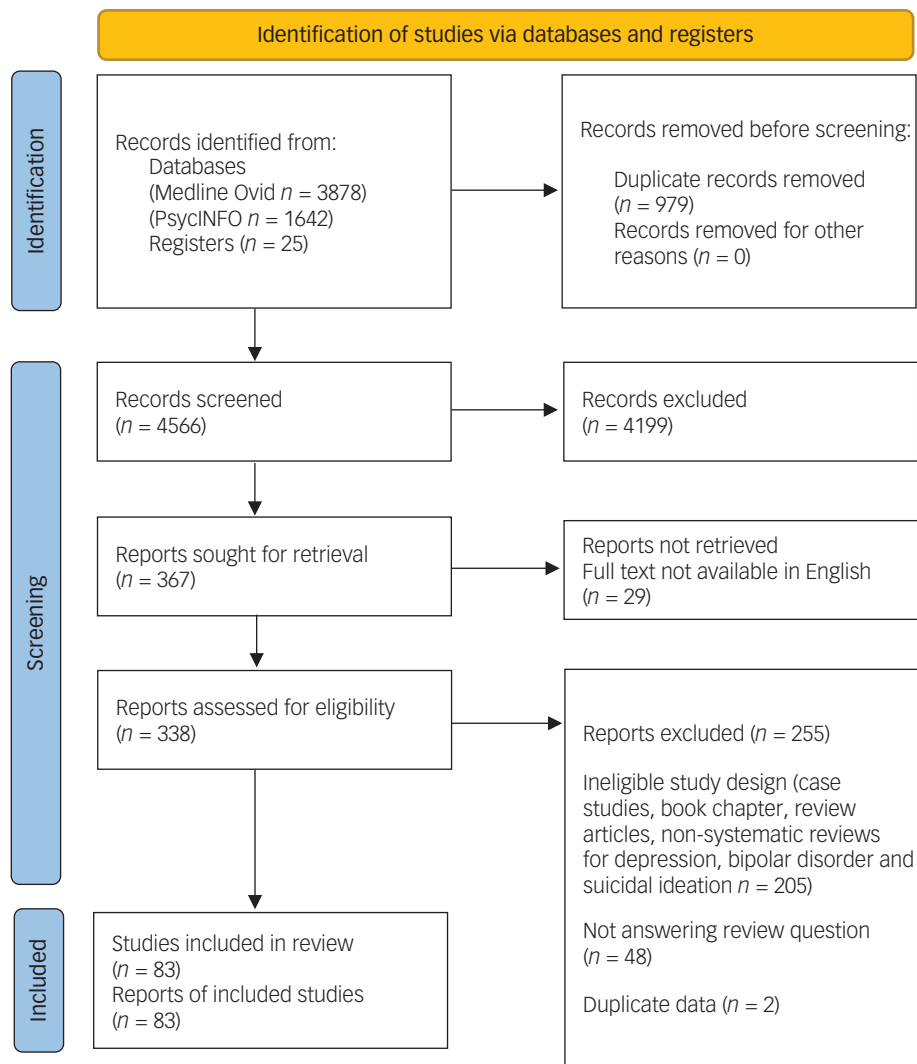 Identification of studies via databases and registers
Identification
Records identified from:
Databases
(Medline Ovid n = 3878)
(PsycINFO n = 1642)
Registers (n = 25)
Records removed before screening:
Duplicate records removed
(n = 979)
Records removed for other
reasons (n = 0)
Screening
Records screened
(n = 4566)
Records excluded
(n = 4199)
Reports sought for retrieval
(n = 367)
Reports not retrieved
Full text not available in English
(n = 29)
Reports assessed for eligibility
(n = 338)
Reports excluded (n = 255)
Ineligible study design (case
studies, book chapter, review
articles, non-systematic reviews
for depression, bipolar disorder and
suicidal ideation n = 205)
Not answering review question
(n = 48)
Duplicate data (n = 2)
Included
Studies included in review
(n = 83)
Reports of included studies
(n = 83)